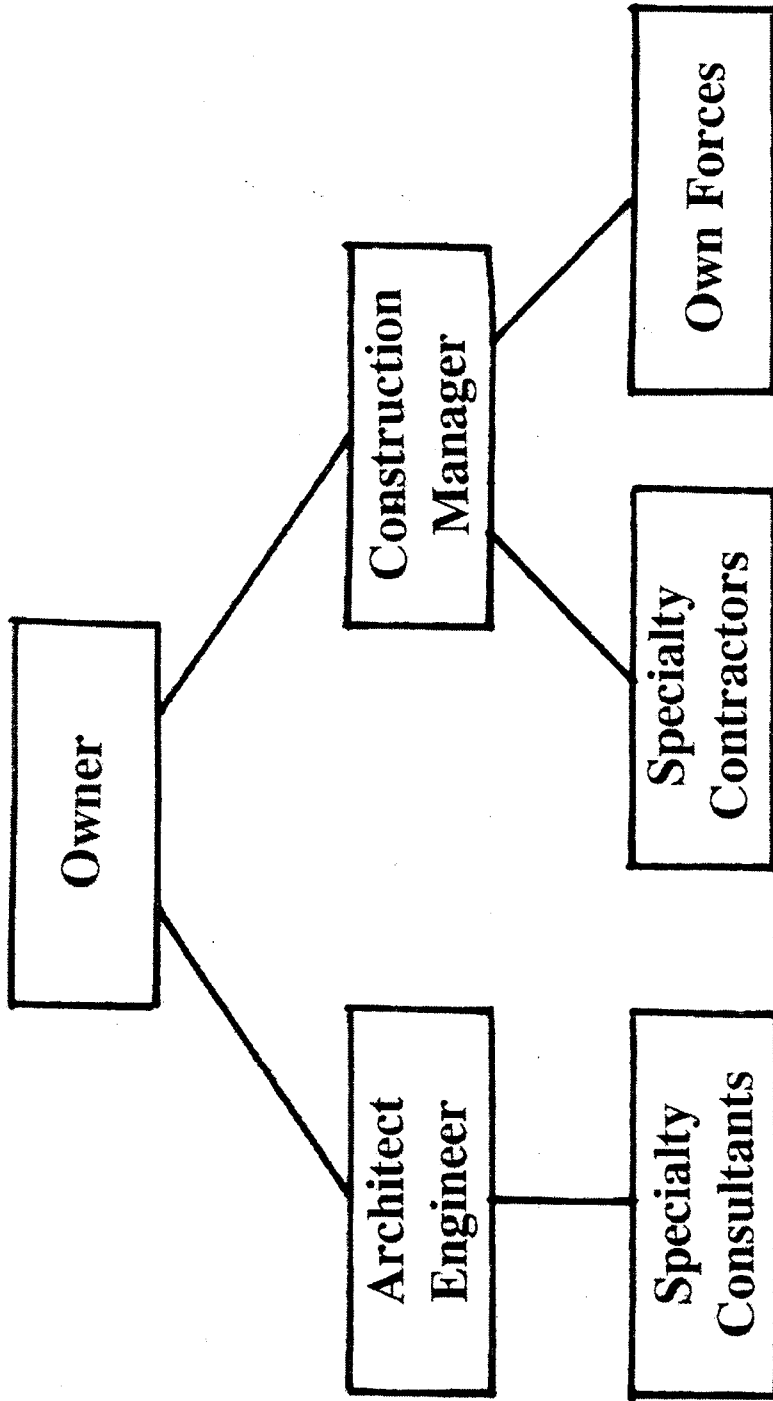 Owner
Architect
Engineer
Construction
Manager
Specialty
Consultants
Specialty
Contractors
Own Forces